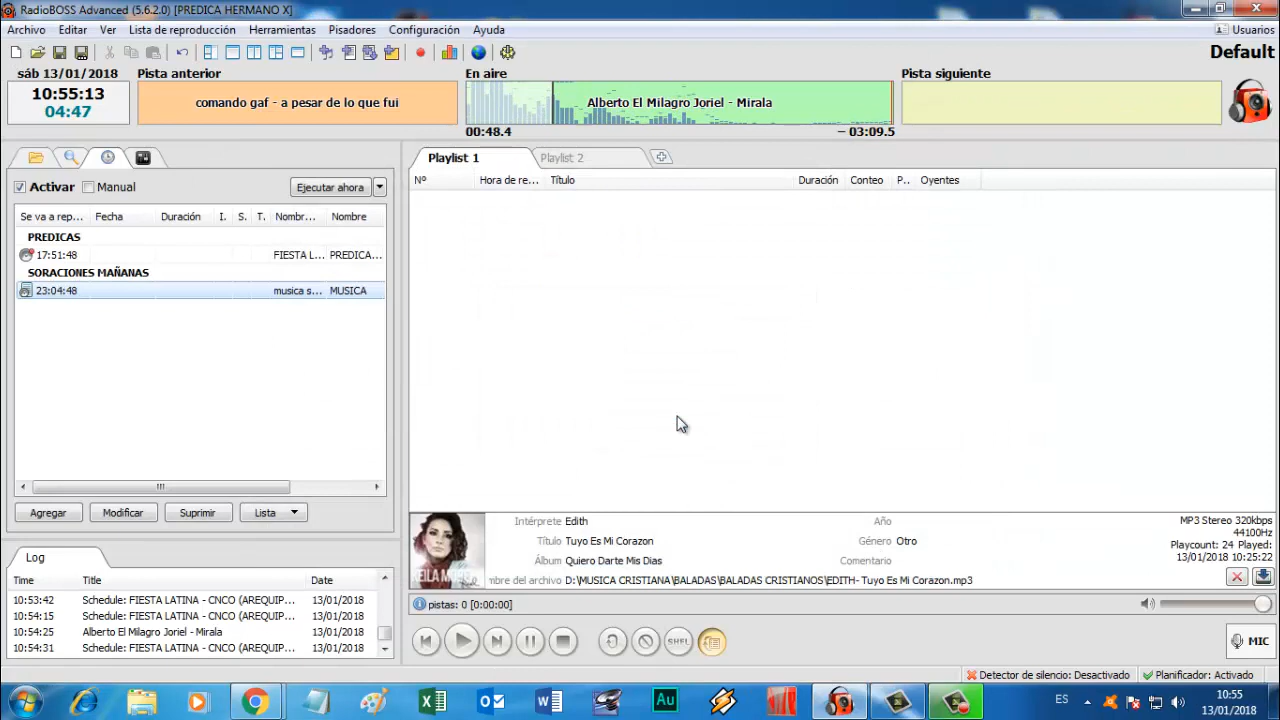 RadioBOSS Advanced (5.6.2.0) [PREDICA HERMANO X]
Archivo Editar Ver Lista de reproducción Herramientas Pisadores Configuración Ayuda
Usuarios
Default
sáb 13/01/2018
10:55:13
04:47
Pista anterior
comando gaf - a pesar de lo que fui
En aire
Alberto El Milagro Joriel - Mirala
00:48.4
– 03:09.5
Pista siguiente
Activar
Manual
Ejecutar ahora
Se va a rep... Fecha Duración I. S. T. Nombr... Nombre
PREDICAS
17:51:48 FIESTA L... PREDICA...
SORACIONES MAÑANAS
23:04:48 musica s... MUSICA
Agregar Modificar Suprimir Lista
Log
Time Title Date
10:53:42 Schedule: FIESTA LATINA - CNCO (AREQUIP... 13/01/2018
10:54:15 Schedule: FIESTA LATINA - CNCO (AREQUIP... 13/01/2018
10:54:25 Alberto El Milagro Joriel - Mirala 13/01/2018
10:54:31 Schedule: FIESTA LATINA - CNCO (AREQUIP... 13/01/2018
Playlist 1 Playlist 2
Nº Hora de re... Título Duración Conteo P.. Oyentes
Intérprete Edith
Título Tuyo Es Mi Corazon
Álbum Quiero Darte Mis Dias
mbre del archivo D:\MUSICA CRISTIANA\BALADAS\BALADAS CRISTIANOS\EDITH- Tuyo Es Mi Corazon.mp3
Año
Género Otro
Comentario
MP3 Stereo 320kbps
44100Hz
Playcount: 24 Played:
13/01/2018 10:25:22
pistas: 0 [0:00:00]
SHFL
MIC
Detector de silencio: Desactivado Planificador: Activado
Au
ES
10:55
13/01/2018